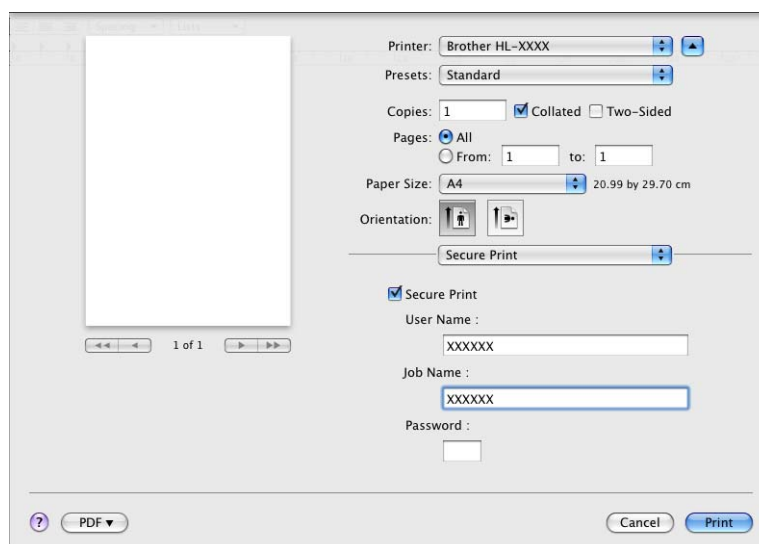 Printer: Brother HL-XXXX
Presets: Standard
Copies: 1 Collated Two-Sided
Pages: All
From: 1 to: 1
Paper Size: A4 20.99 by 29.70 cm
Orientation:
Secure Print
Secure Print
User Name :
XXXXXX
1 of 1
Job Name :
XXXXXX
Password :
? PDF▼ Cancel Print